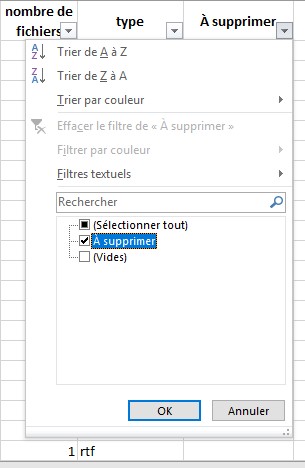 nombre de fichiers
type
À supprimer
Trier de A à Z
Trier de Z à A
Trier par couleur
Effacer le filtre de « À supprimer »
Filtrer par couleur
Filtres textuels
Rechercher
(Sélectionner tout)
À supprimer
(Vides)
OK
Annuler
1 rtf